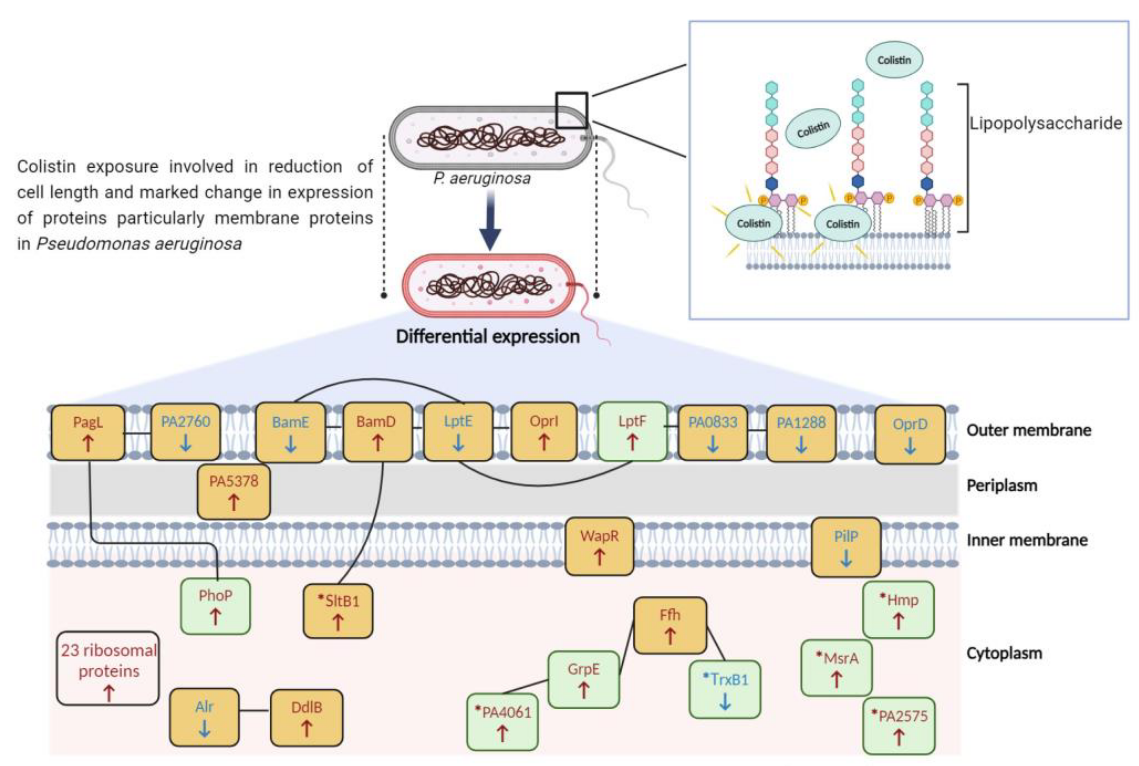 Colistin
Colistin
Lipopolysaccharide
P
P
P
P
P
P
Colistin
Colistin
Colistin exposure involved in reduction of
cell length and marked change in expression
of proteins particularly membrane proteins
in Pseudomonas aeruginosa
P. aeruginosa
Differential expression
PagL ↑
PA2760 ↓
BamE ↓
BamD ↑
LptE ↓
OprI ↑
LptF ↑
PA0833 ↓
PA1288 ↓
OprD ↓
Outer membrane
PA5378 ↑
Periplasm
WapR ↑
PilP ↓
Inner membrane
PhoP ↑
*SltB1 ↑
Ffh ↑
*Hmp ↑
23 ribosomal
proteins
↑
GrpE ↑
*TrxB1 ↓
*MsrA ↑
Cytoplasm
Alr ↓
DdlB ↑
*PA4061 ↑
*PA2575 ↑